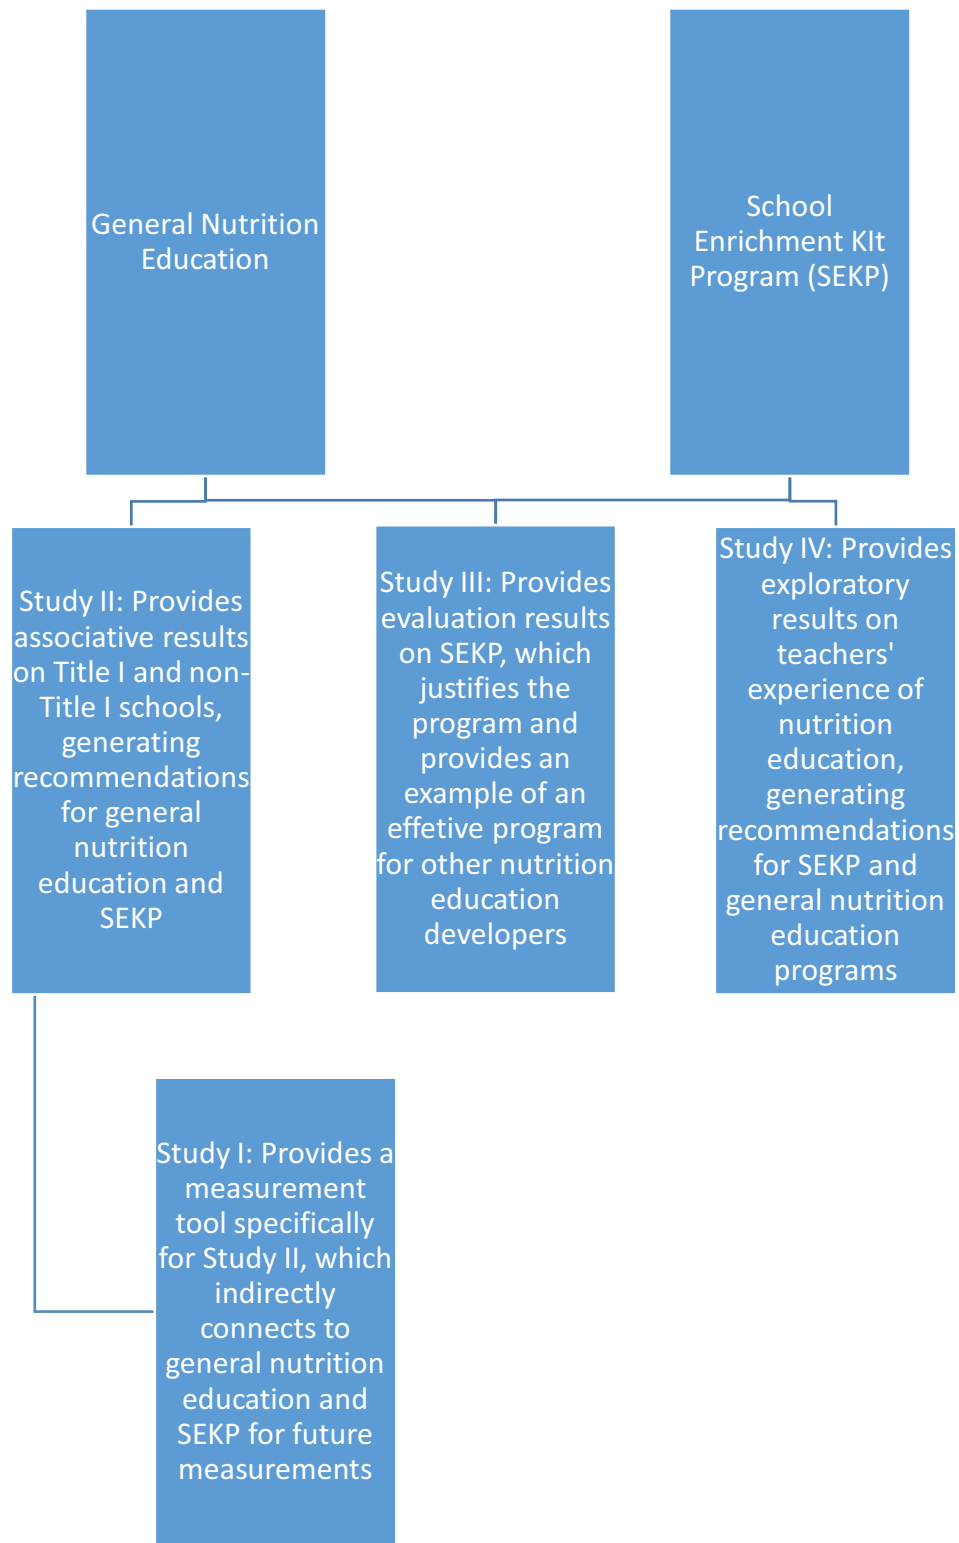 General Nutrition
Education
School
Enrichment KIt
Program (SEKP)
Study II: Provides
associative results
on Title I and non-
Title I schools,
generating
recommendations
for general
nutrition
education and
SEKP
Study III: Provides
evaluation results
on SEKP, which
justifies the
program and
provides an
example of an
effetive program
for other nutrition
education
developers
Study IV: Provides
exploratory
results on
teachers'
experience of
nutrition
education,
generating
recommendations
for SEKP and
general nutrition
education
programs
Study I: Provides a
measurement
tool specifically
for Study II, which
indirectly
connects to
general nutrition
education and
SEKP for future
measurements